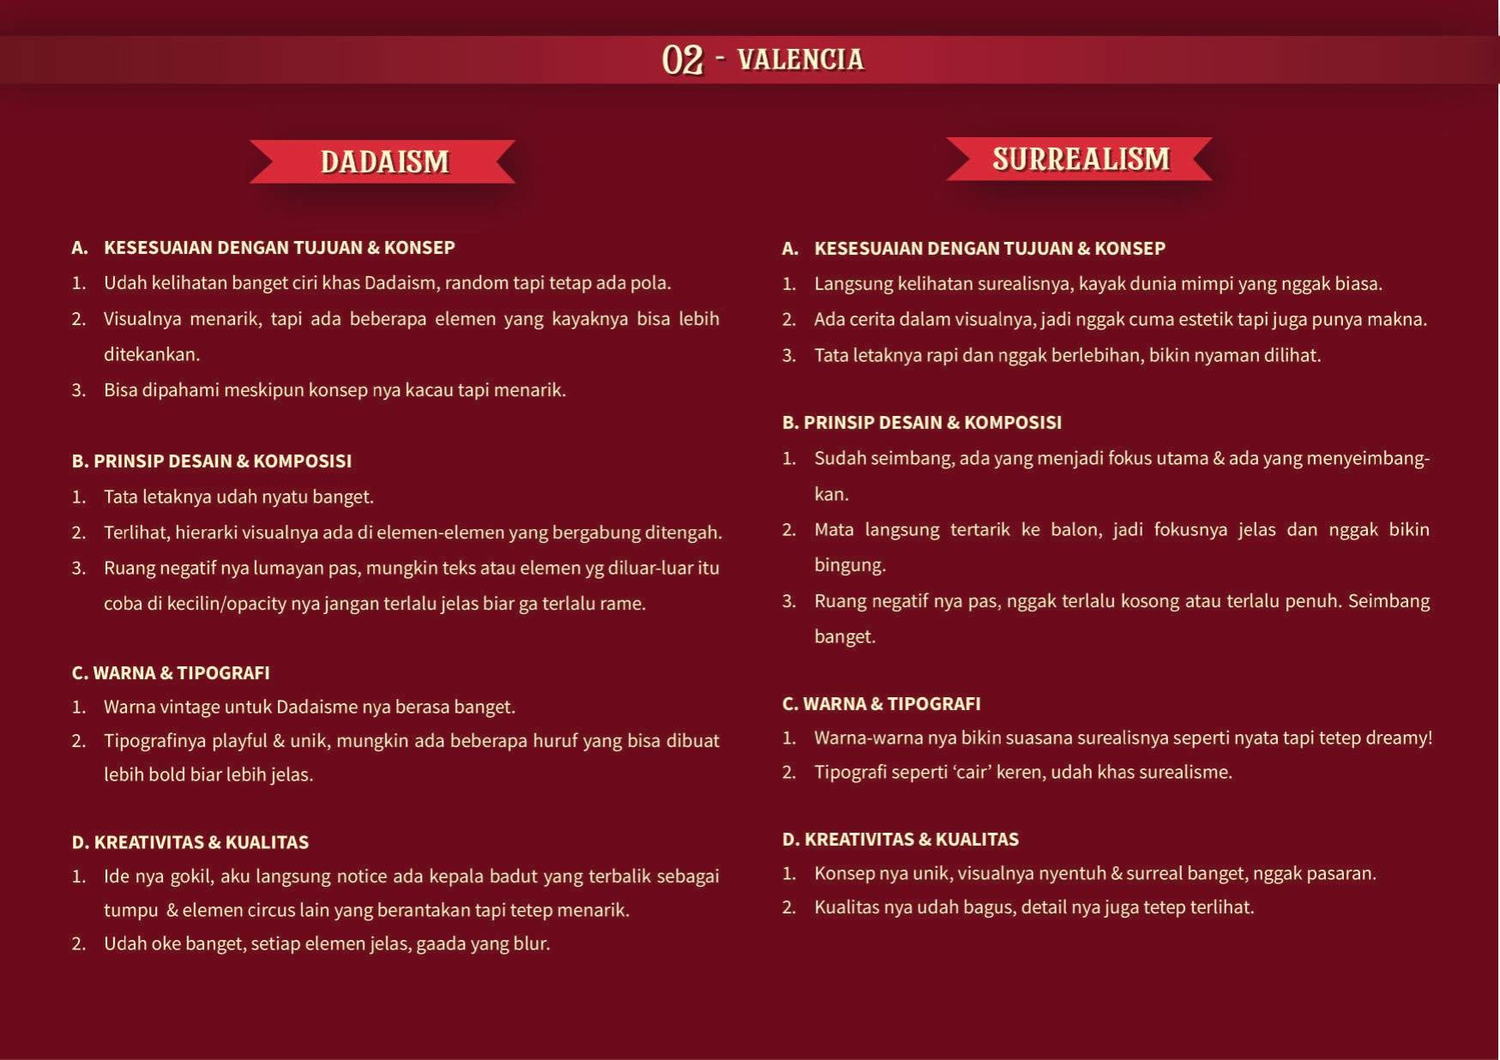 02 - VALENCIA
DADAISM
A. KESESUAIAN DENGAN TUJUAN & KONSEP
1. Udah kelihatan banget ciri khas Dadaism, random tapi tetap ada pola.
2. Visualnya menarik, tapi ada beberapa elemen yang kayaknya bisa lebih
ditekankan.
3. Bisa dipahami meskipun konsep nya kacau tapi menarik.
B. PRINSIP DESAIN & KOMPOSISI
1. Tata letaknya udah nyatu banget.
2. Terlihat, hierarki visualnya ada di elemen-elemen yang bergabung ditengah.
3. Ruang negatif nya lumayan pas, mungkin teks atau elemen yg diluar-luar itu
coba di kecilin/opacity nya jangan terlalu jelas biar ga terlalu rame.
C. WARNA & TIPOGRAFI
1. Warna vintage untuk Dadaisme nya berasa banget.
2. Tipografinya playful & unik, mungkin ada beberapa huruf yang bisa dibuat
lebih bold biar lebih jelas.
D. KREATIVITAS & KUALITAS
1. Ide nya gokil, aku langsung notice ada kepala badut yang terbalik sebagai
tumpu & elemen circus lain yang berantakan tapi tetep menarik.
2. Udah oke banget, setiap elemen jelas, gaada yang blur.
SURREALISM
A. KESESUAIAN DENGAN TUJUAN & KONSEP
1. Langsung kelihatan surealisnya, kayak dunia mimpi yang nggak biasa.
2. Ada cerita dalam visualnya, jadi nggak cuma estetik tapi juga punya makna.
3. Tata letaknya rapi dan nggak berlebihan, bikin nyaman dilihat.
B. PRINSIP DESAIN & KOMPOSISI
1. Sudah seimbang, ada yang menjadi fokus utama & ada yang menyeimbang-
kan.
2. Mata langsung tertarik ke balon, jadi fokusnya jelas dan nggak bikin
bingung.
3. Ruang negatif nya pas, nggak terlalu kosong atau terlalu penuh. Seimbang
banget.
C. WARNA & TIPOGRAFI
1. Warna-warna nya bikin suasana surealisnya seperti nyata tapi tetep dreamy!
2. Tipografi seperti ‘cair’ keren, udah khas surealisme.
D. KREATIVITAS & KUALITAS
1. Konsep nya unik, visualnya nyentuh & surreal banget, nggak pasaran.
2. Kualitas nya udah bagus, detail nya juga tetep terlihat.